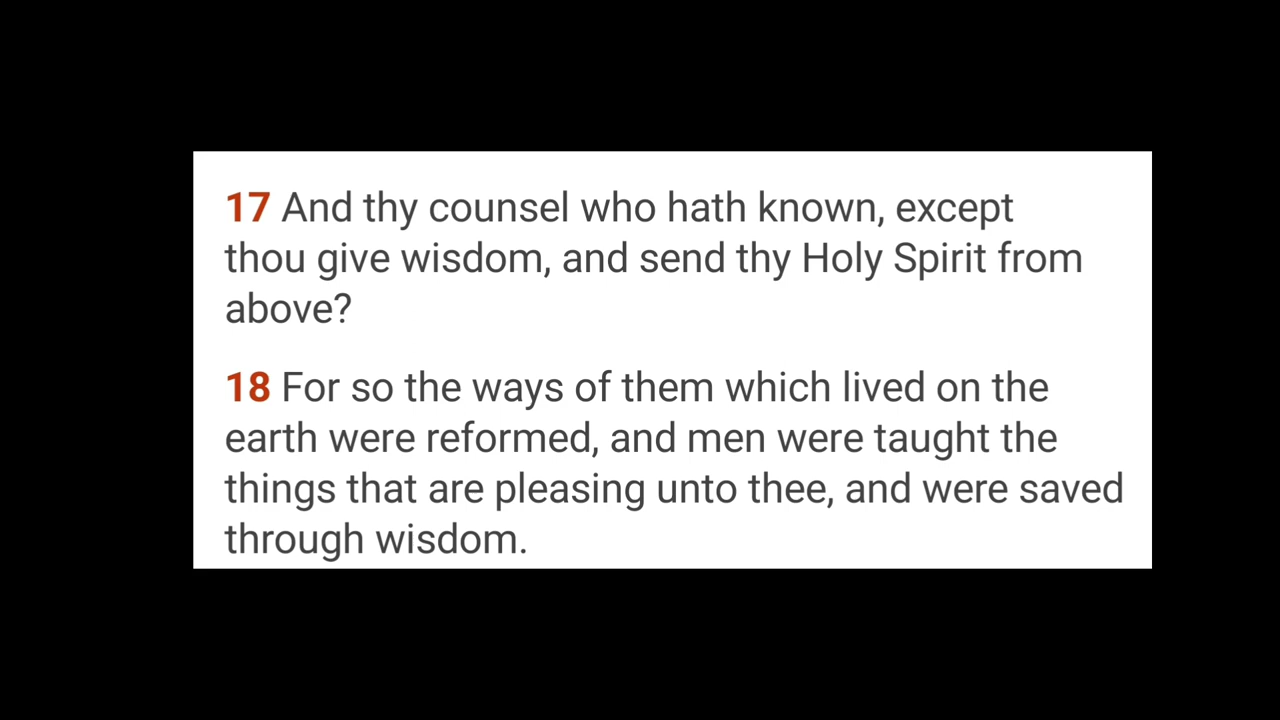 17 And thy counsel who hath known, except
thou give wisdom, and send thy Holy Spirit from
above?
18 For so the ways of them which lived on the
earth were reformed, and men were taught the
things that are pleasing unto thee, and were saved
through wisdom.